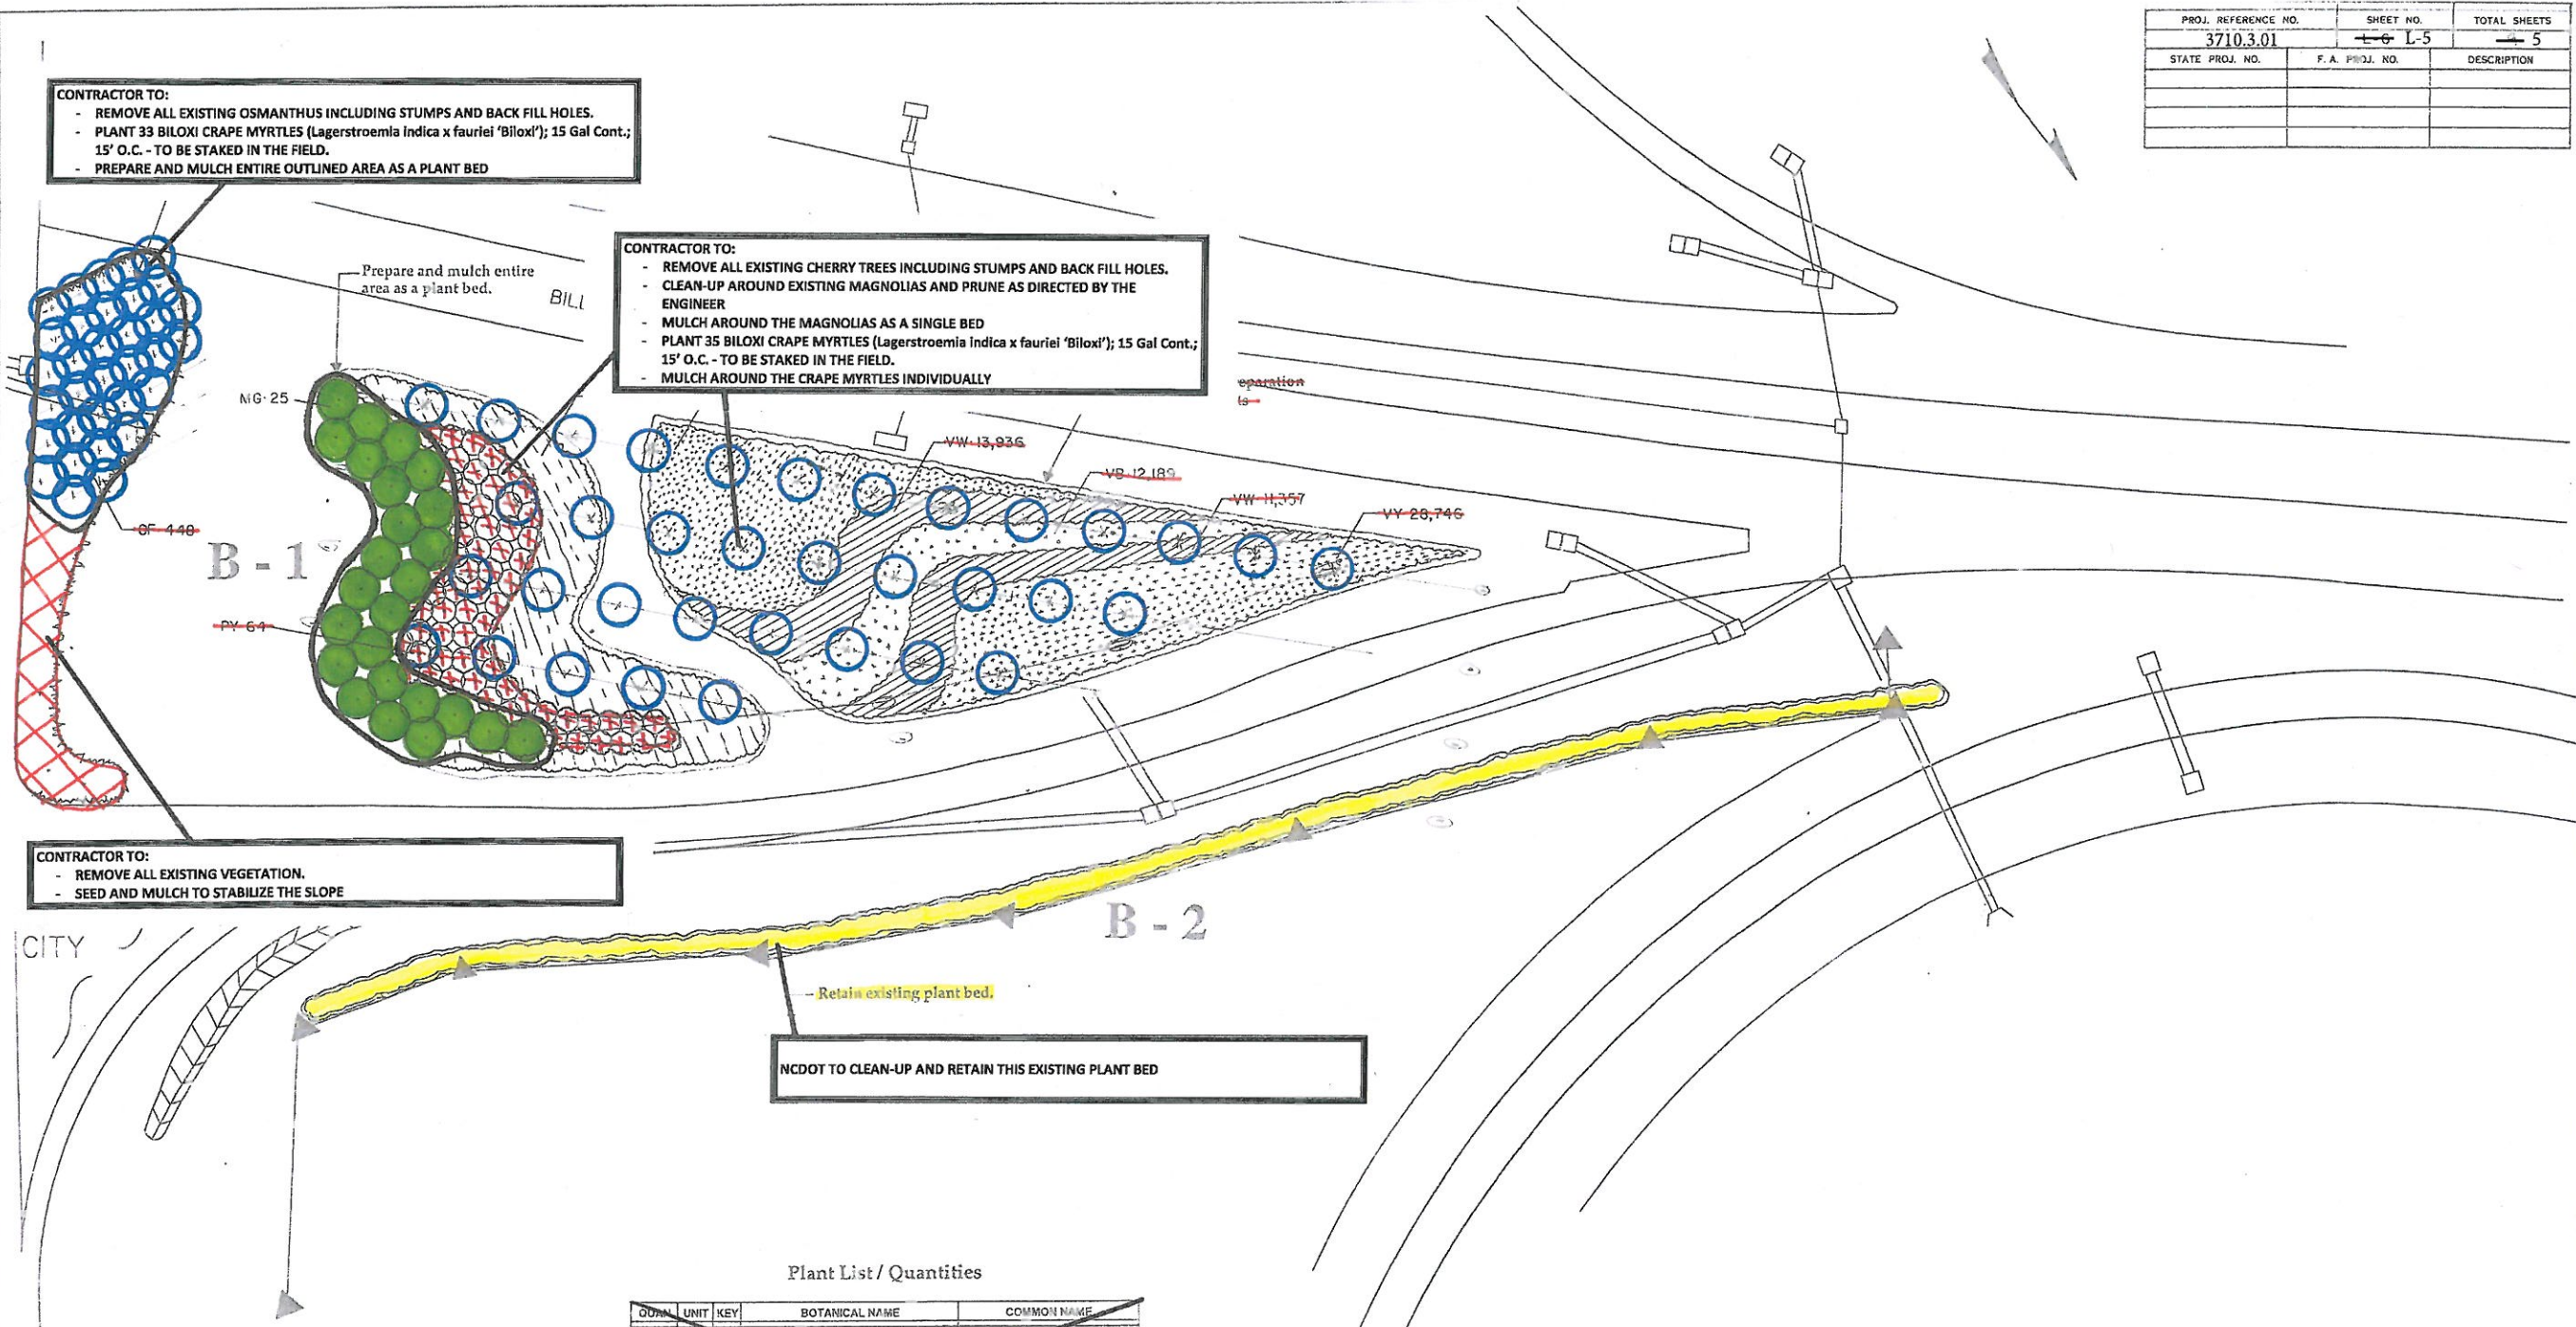 PROJ. REFERENCE NO. SHEET NO. TOTAL SHEETS
3710.3.01 L-6 L-5 5
STATE PROJ. NO. F. A. PROJ. NO. DESCRIPTION
CONTRACTOR TO:
- REMOVE ALL EXISTING OSMANTHUS INCLUDING STUMPS AND BACK FILL HOLES.
- PLANT 33 BILOXI CRAPE MYRTLES (Lagerstroemia indica x fauriei 'Biloxi'); 15 Gal Cont.;
15' O.C. - TO BE STAKED IN THE FIELD.
- PREPARE AND MULCH ENTIRE OUTLINED AREA AS A PLANT BED
CONTRACTOR TO:
- REMOVE ALL EXISTING CHERRY TREES INCLUDING STUMPS AND BACK FILL HOLES.
- CLEAN-UP AROUND EXISTING MAGNOLIAS AND PRUNE AS DIRECTED BY THE
ENGINEER
- MULCH AROUND THE MAGNOLIAS AS A SINGLE BED
- PLANT 35 BILOXI CRAPE MYRTLES (Lagerstroemia indica x fauriei 'Biloxi'); 15 Gal Cont.;
15' O.C. - TO BE STAKED IN THE FIELD.
- MULCH AROUND THE CRAPE MYRTLES INDIVIDUALLY
Prepare and mulch entire
area as a plant bed.
BILL
eparation
ts
MG-25
VW-13,936
VB-12,189
VW-11,357
VY-28,746
OF-448
B - 1
PY-64
CONTRACTOR TO:
- REMOVE ALL EXISTING VEGETATION.
- SEED AND MULCH TO STABILIZE THE SLOPE
CITY
B - 2
Retain existing plant bed.
NCDOT TO CLEAN-UP AND RETAIN THIS EXISTING PLANT BED
Plant List / Quantities
QUAN UNIT KEY BOTANICAL NAME COMMON NAME